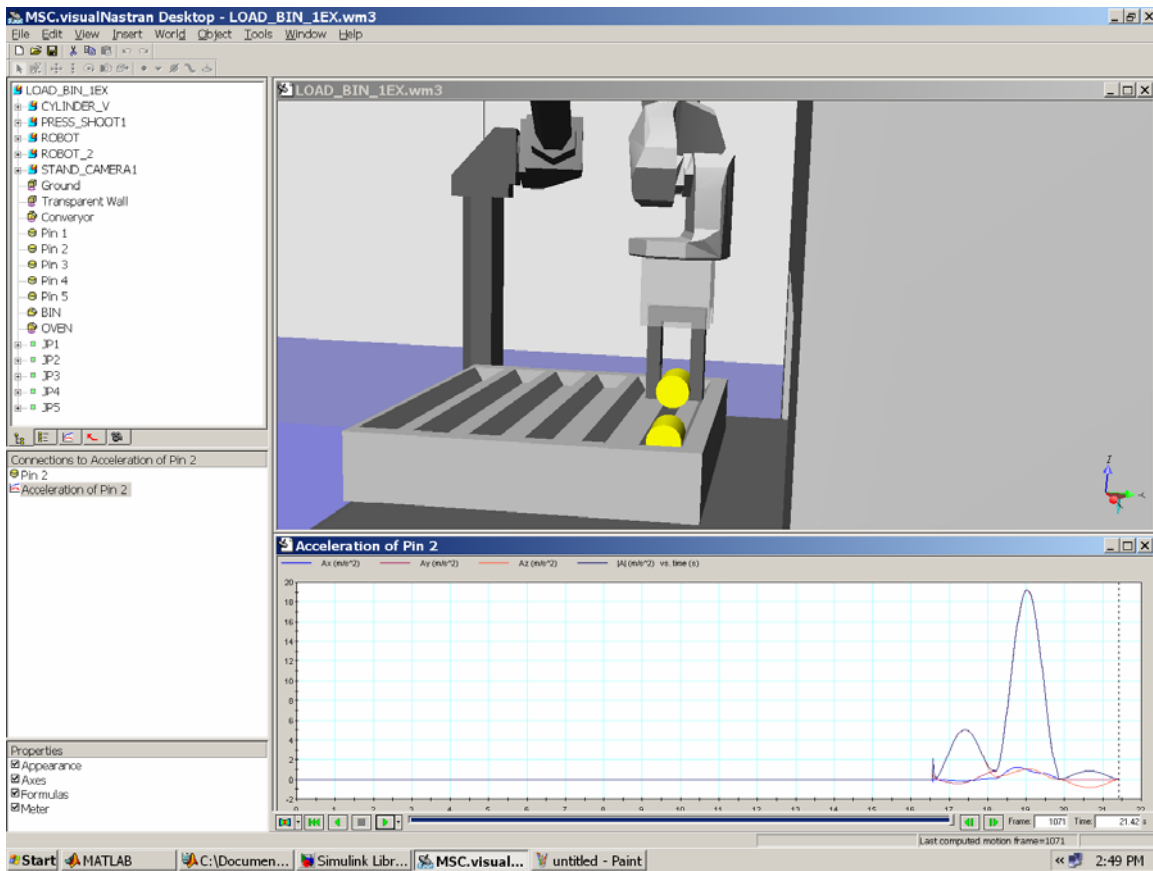 MSC.visualNastran Desktop - LOAD_BIN_1EX.wm3
File Edit View Insert World Object Tools Window Help
LOAD_BIN_1EX
CYLINDER_V
PRESS_SHOOT1
ROBOT
ROBOT_2
STAND_CAMERA1
Ground
Transparent Wall
Converyor
Pin 1
Pin 2
Pin 3
Pin 4
Pin 5
BIN
OVEN
JP1
JP2
JP3
JP4
JP5
Connections to Acceleration of Pin 2
Pin 2
Acceleration of Pin 2
Properties
Appearance
Axes
Formulas
Meter
LOAD_BIN_1EX.wm3
Z
Acceleration of Pin 2
Ax (m/s^2) Ay (m/s^2) Az (m/s^2) |A| (m/s^2) vs. time (s)
20
18
16
14
12
10
8
6
4
2
0
-2
0 1 2 3 4 5 6 7 8 9 10 11 12 13 14 15 16 17 18 19 20 21 22
Frame: 1071 Time: 21.42 s
Last computed motion frame=1071
Start MATLAB C:\Documen... Simulink Libr... MSC.visual... untitled - Paint « 2:49 PM